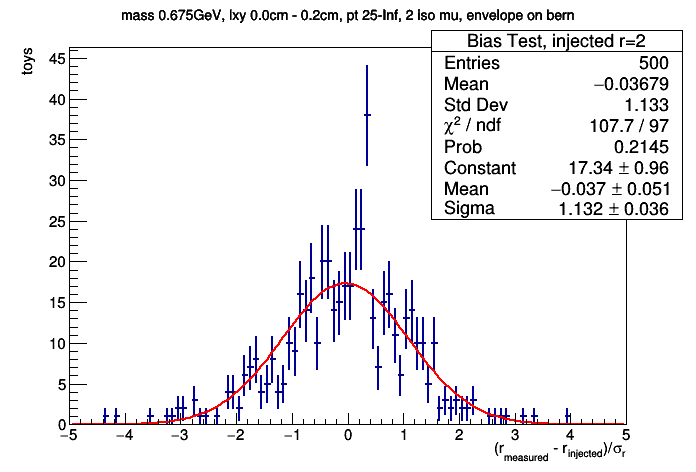 mass 0.675GeV, lxy 0.0cm - 0.2cm, pt 25-Inf, 2 iso mu, envelope on bern
Bias Test, injected r=2
Entries 500
Mean −0.03679
Std Dev 1.133
χ² / ndf 107.7 / 97
Prob 0.2145
Constant 17.34 ± 0.96
Mean −0.037 ± 0.051
Sigma 1.132 ± 0.036
toys
45
40
35
30
25
20
15
10
5
0
−5 −4 −3 −2 −1 0 1 2 3 4 5
(r_measured - r_injected)/σ_r